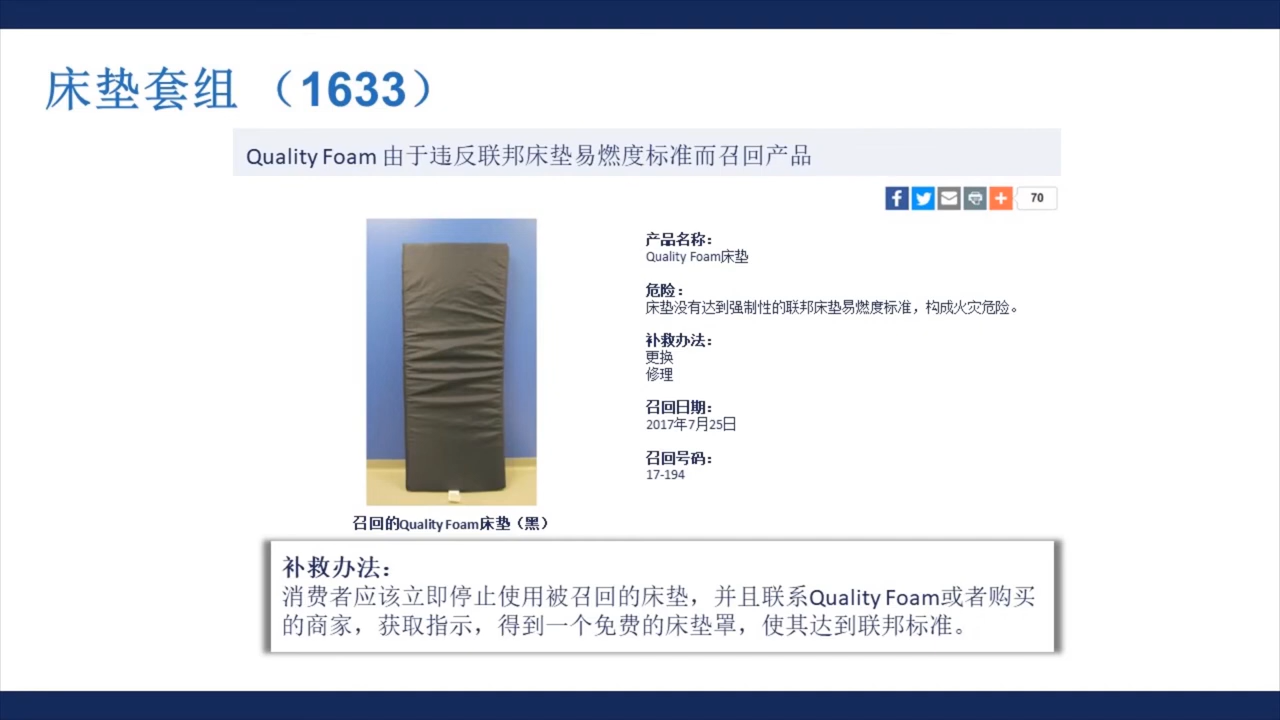 床垫套组 （1633）
Quality Foam 由于违反联邦床垫易燃度标准而召回产品
70
产品名称：
Quality Foam床垫
危险：
床垫没有达到强制性的联邦床垫易燃度标准，构成火灾危险。
补救办法：
更换
修理
召回日期：
2017年7月25日
召回号码：
17-194
召回的Quality Foam床垫（黑）
补救办法：
消费者应该立即停止使用被召回的床垫，并且联系Quality Foam或者购买
的商家，获取指示，得到一个免费的床垫罩，使其达到联邦标准。